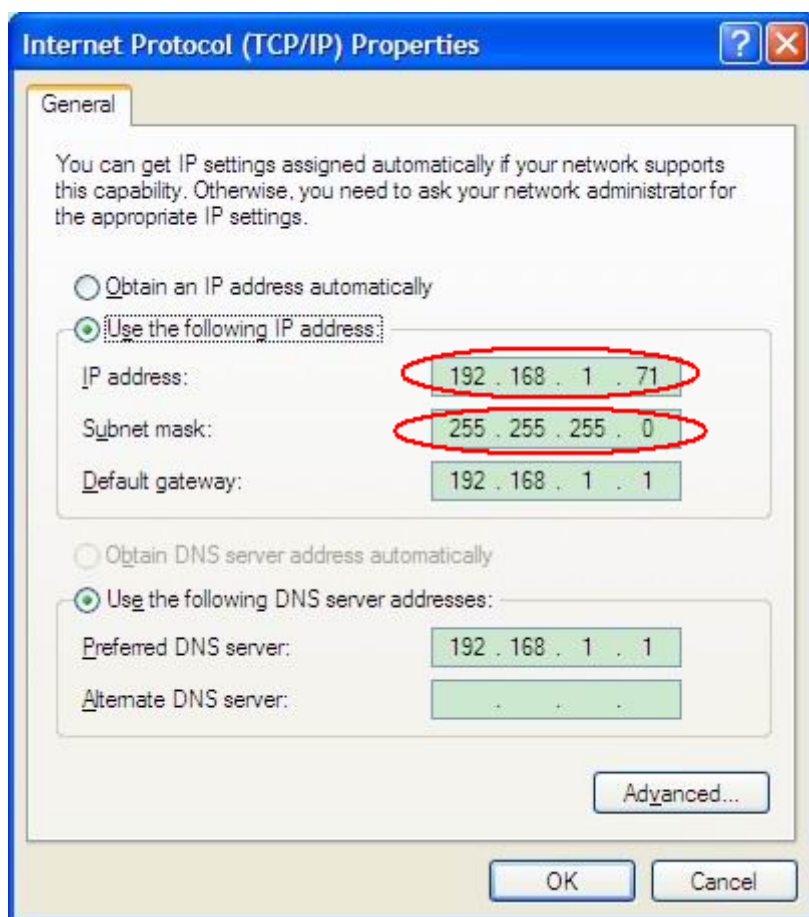 Internet Protocol (TCP/IP) Properties
General
You can get IP settings assigned automatically if your network supports
this capability. Otherwise, you need to ask your network administrator for
the appropriate IP settings.
Obtain an IP address automatically
Use the following IP address:
IP address: 192 . 168 . 1 . 71
Subnet mask: 255 . 255 . 255 . 0
Default gateway: 192 . 168 . 1 . 1
Obtain DNS server address automatically
Use the following DNS server addresses:
Preferred DNS server: 192 . 168 . 1 . 1
Alternate DNS server: . . .
Advanced...
OK Cancel